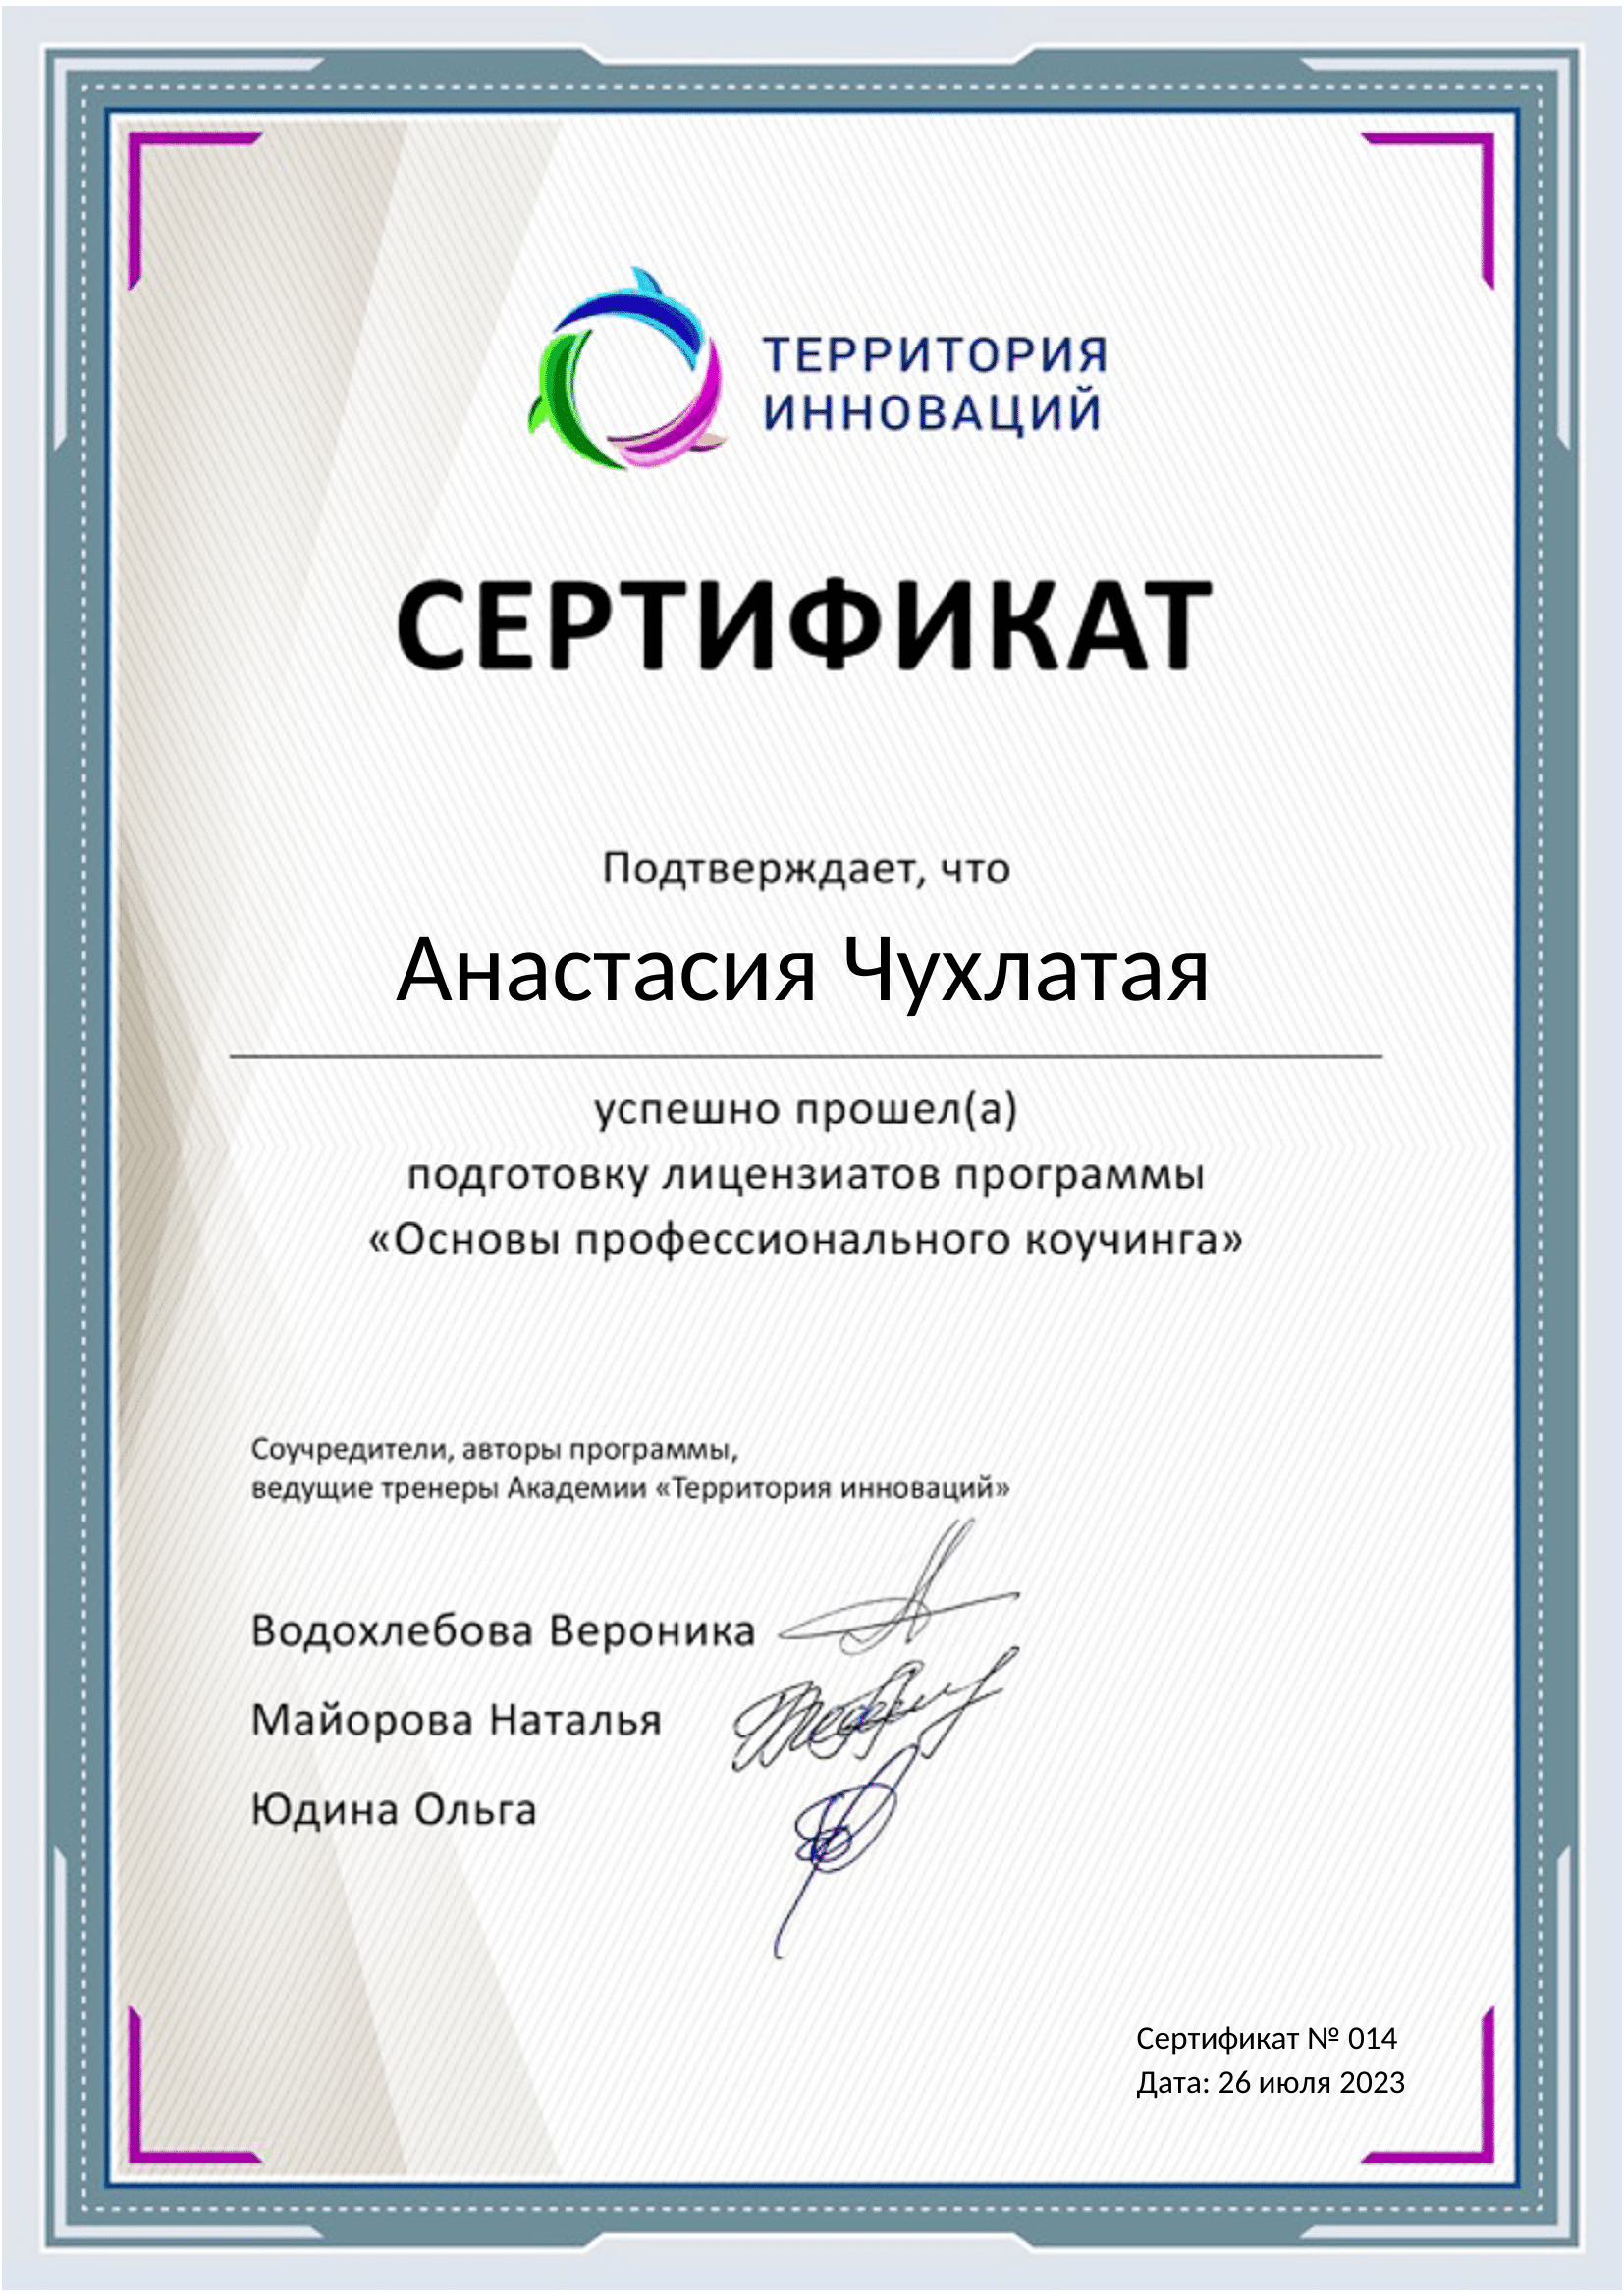 ТЕРРИТОРИЯ
ИННОВАЦИЙ
СЕРТИФИКАТ
Подтверждает, что
Анастасия Чухлатая
успешно прошел(а)
подготовку лицензиатов программы
«Основы профессионального коучинга»
Соучредители, авторы программы,
ведущие тренеры Академии «Территория инноваций»
Водохлебова Вероника
Майорова Наталья
Юдина Ольга
Сертификат № 014
Дата: 26 июля 2023